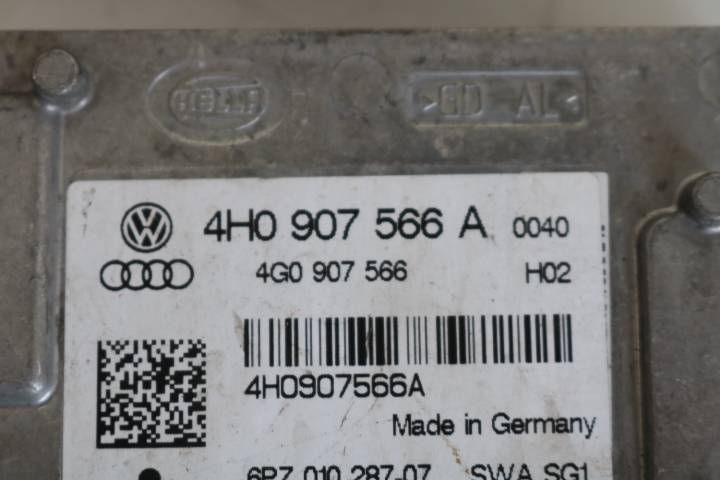 HELLA
>GD AL<
4H0 907 566 A 0040
4G0 907 566 H02
4H0907566A
Made in Germany
6PZ 010 287-07 SWA SG1